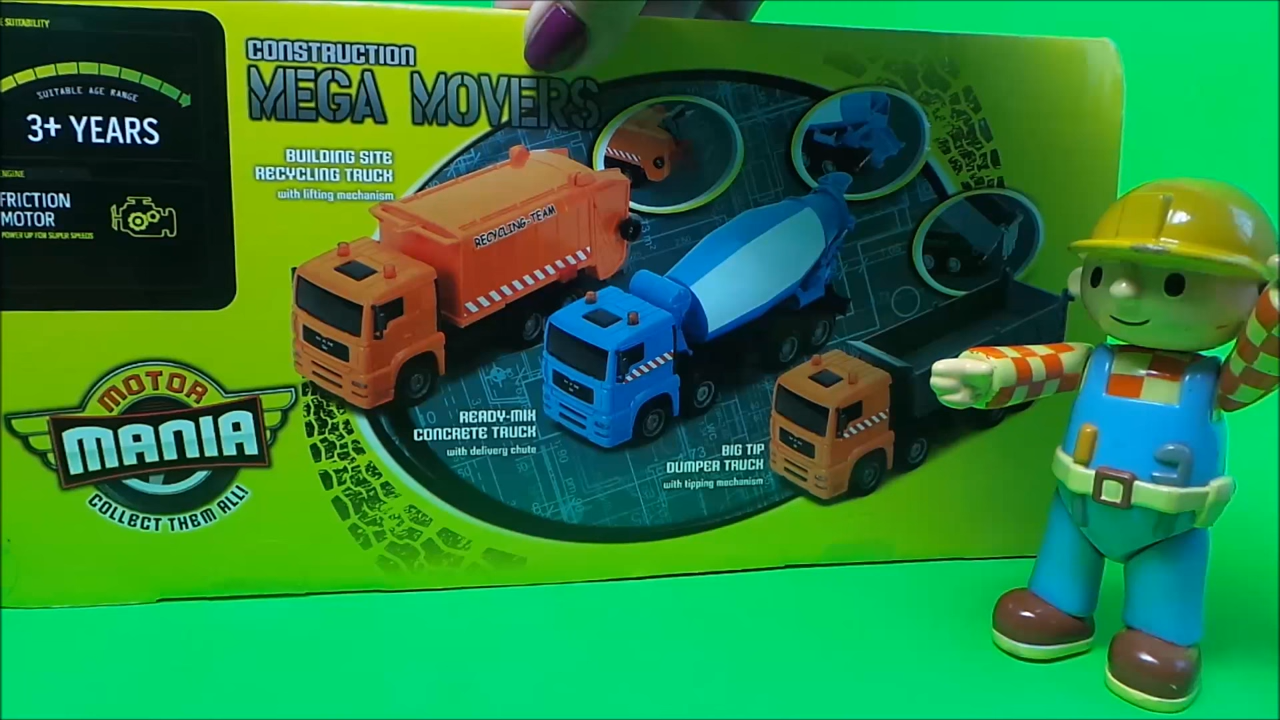 SUITABILITY
SUITABLE AGE RANGE
3+ YEARS
ENGINE
FRICTION
MOTOR
POWER UP FOR SUPER SPEEDS
CONSTRUCTION
MEGA MOVERS
BUILDING SITE
RECYCLING TRUCK
with lifting mechanism
RECYCLING-TEAM
READY-MIX
CONCRETE TRUCK
with delivery chute
BIG TIP
DUMPER TRUCK
with tipping mechanism
MOTOR
MANIA
COLLECT THEM ALL!